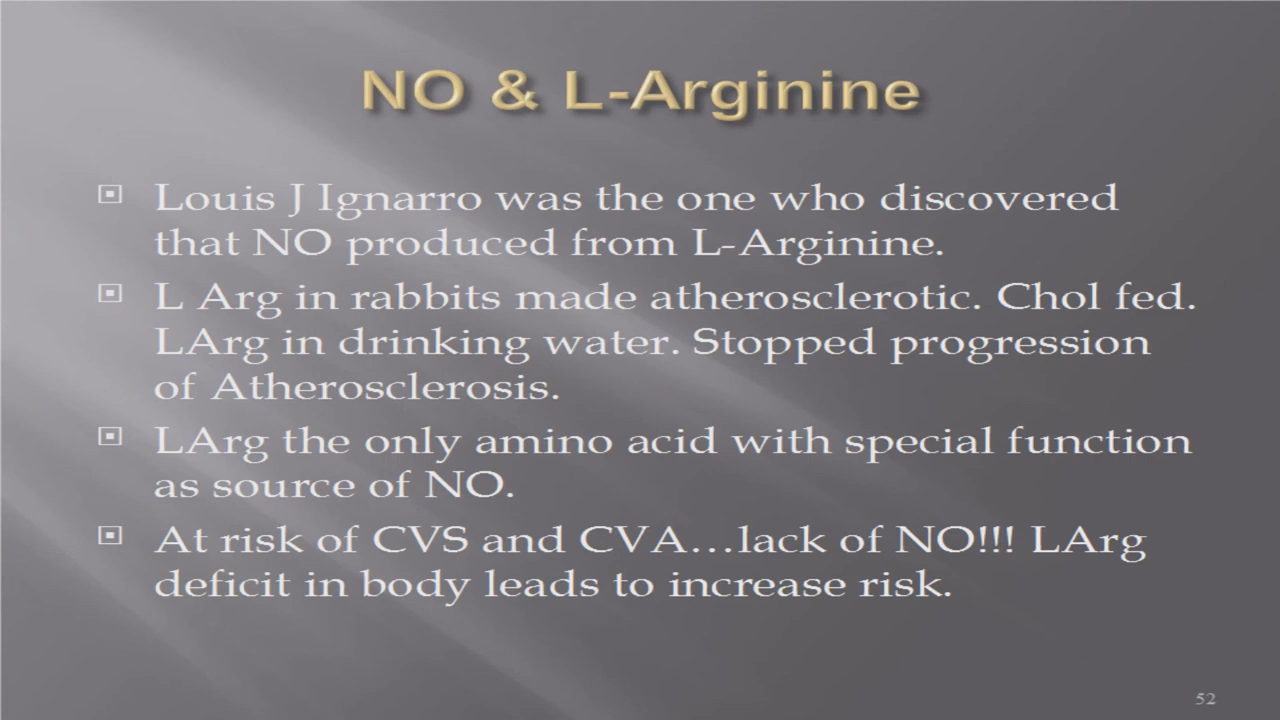 NO & L-Arginine
Louis J Ignarro was the one who discovered
that NO produced from L-Arginine.
L Arg in rabbits made atherosclerotic. Chol fed.
LArg in drinking water. Stopped progression
of Atherosclerosis.
LArg the only amino acid with special function
as source of NO.
At risk of CVS and CVA…lack of NO!!! LArg
deficit in body leads to increase risk.
52